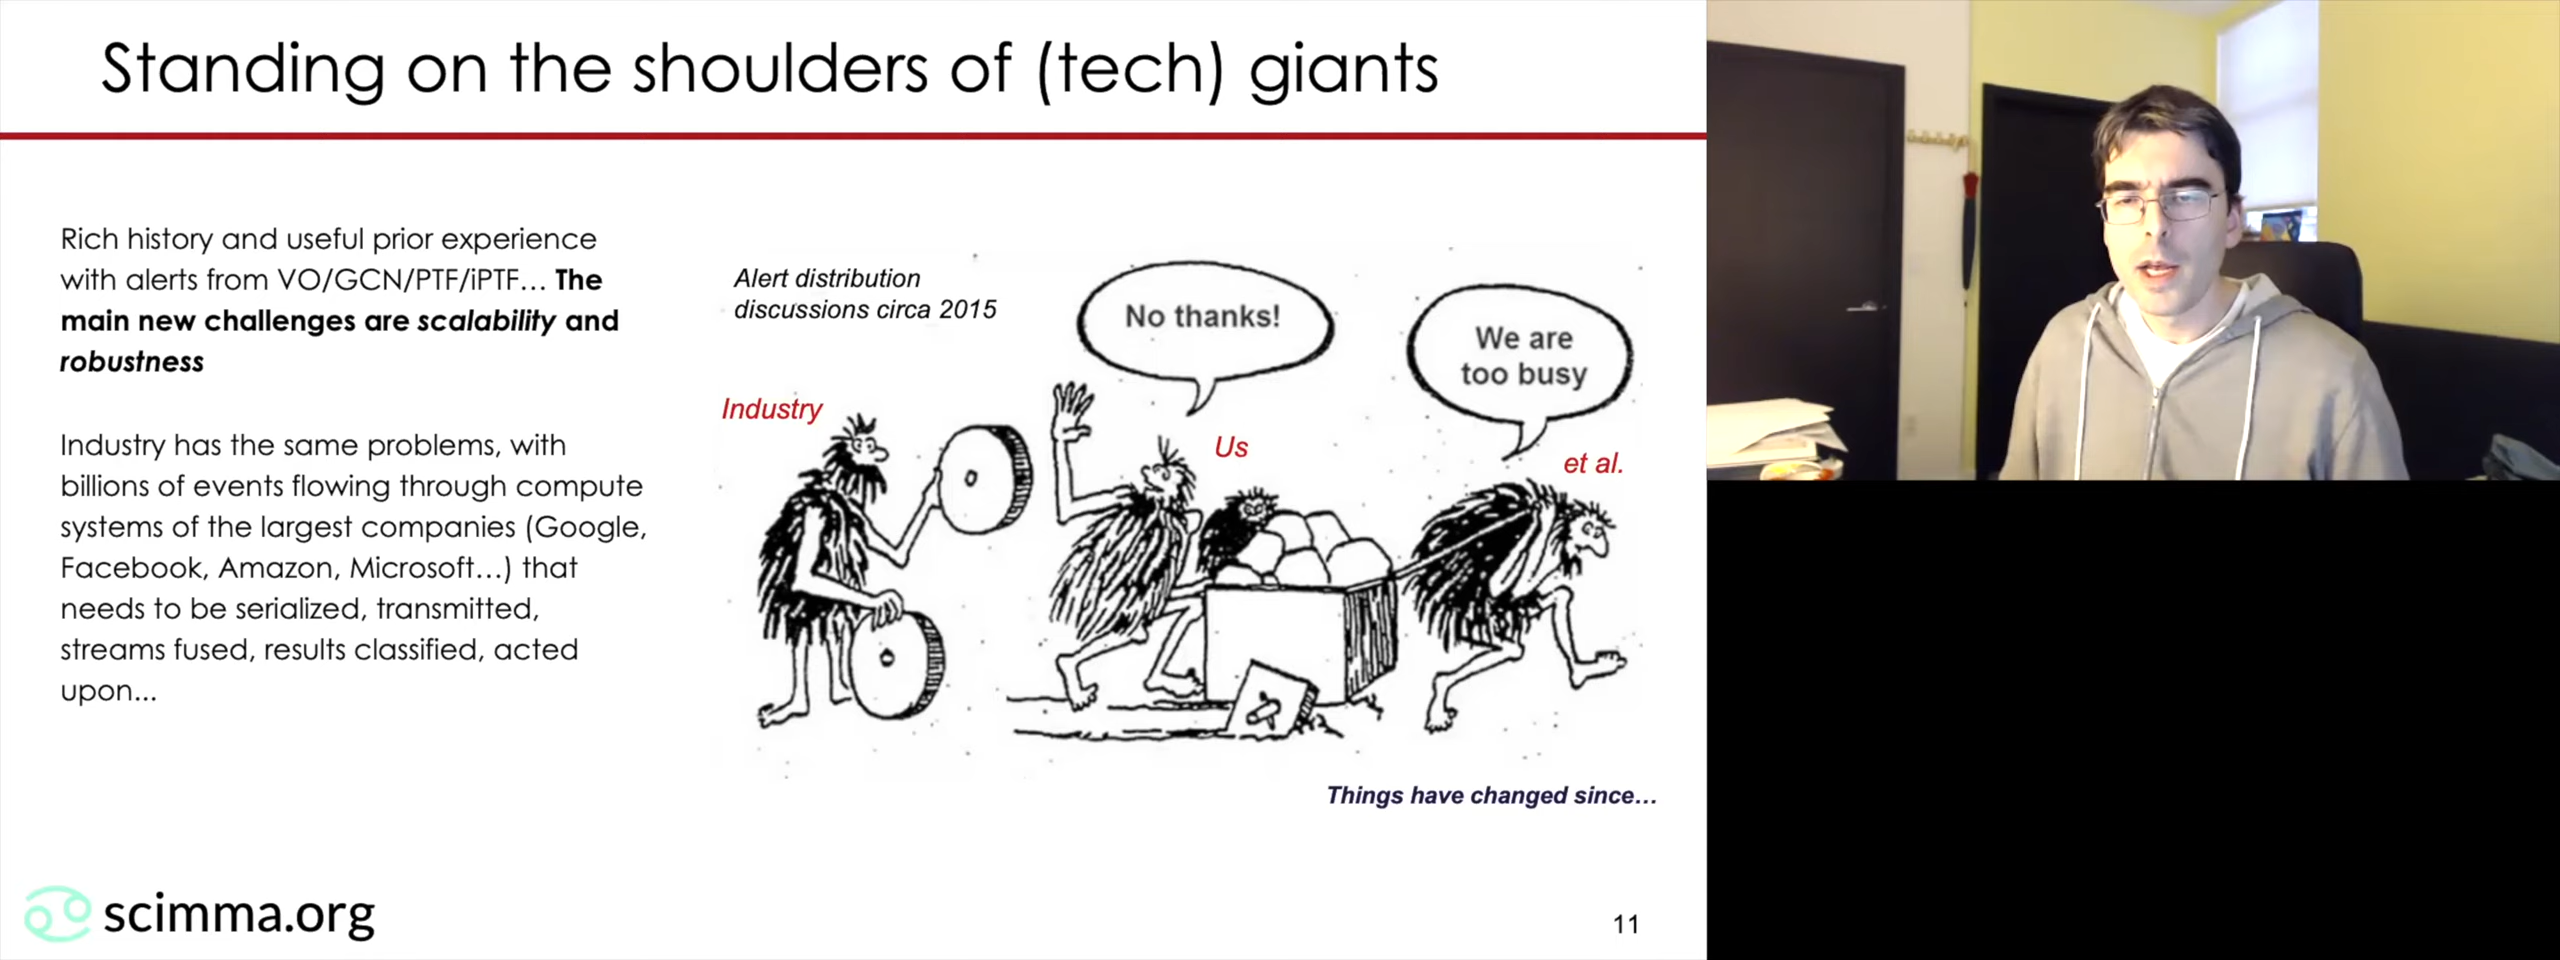 Standing on the shoulders of (tech) giants
Rich history and useful prior experience
with alerts from VO/GCN/PTF/iPTF... The
main new challenges are scalability and
robustness
Industry has the same problems, with
billions of events flowing through compute
systems of the largest companies (Google,
Facebook, Amazon, Microsoft...) that
needs to be serialized, transmitted,
streams fused, results classified, acted
upon...
Alert distribution
discussions circa 2015
No thanks!
We are
too busy
Industry
Us
et al.
Things have changed since...
scimma.org
11